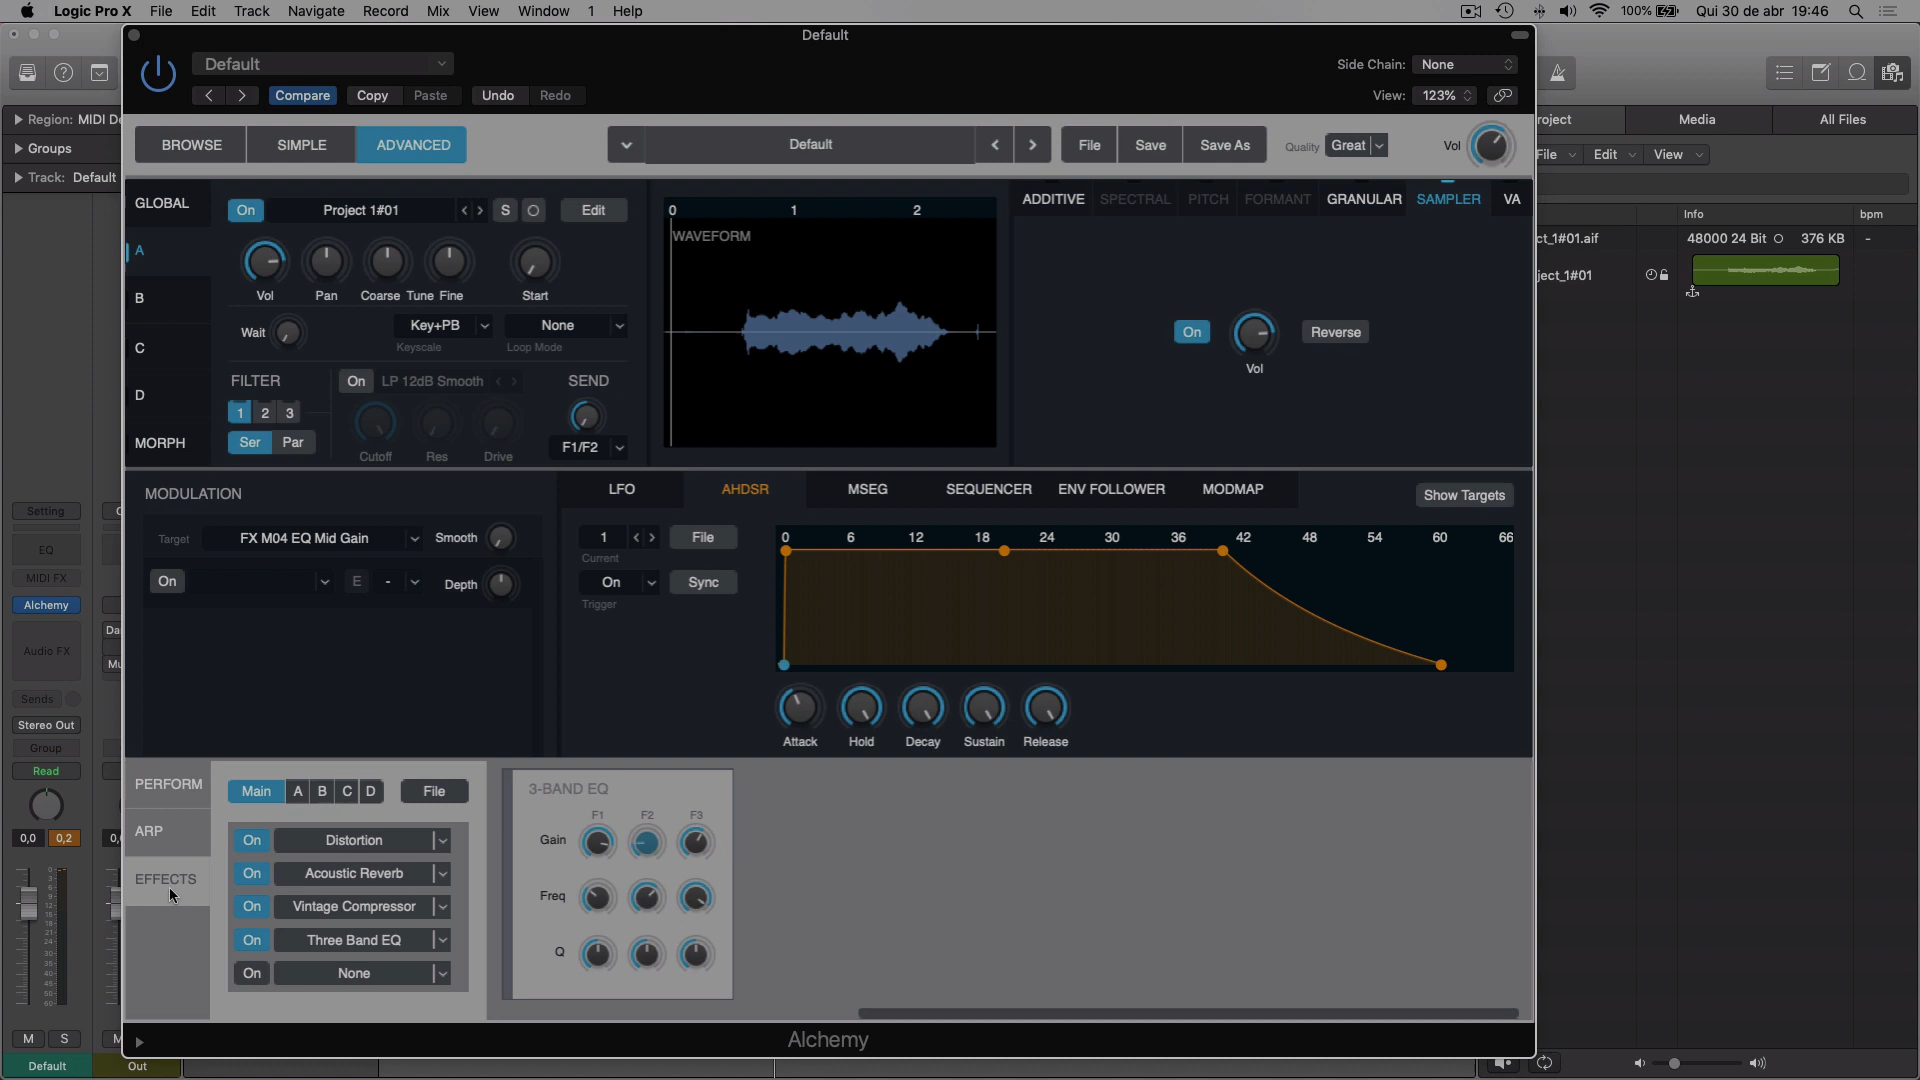 Logic Pro X File Edit Track Navigate Record Mix View Window 1 Help 100% Qui 30 de abr 19:46
Default
Default
Side Chain: None
Compare Copy Paste Undo Redo
View: 123%
BROWSE SIMPLE ADVANCED
Default
File Save Save As Quality Great Vol
Region: MIDI De
Groups
Track: Default
roject Media All Files
File Edit View
Info bpm
ct_1#01.aif 48000 24 Bit 376 KB -
ject_1#01
GLOBAL
A
B
C
D
MORPH
On Project 1#01 S Edit
Vol Pan Coarse Tune Fine Start
Wait Key+PB None
Keyscale Loop Mode
FILTER On LP 12dB Smooth SEND
1 2 3
Ser Par F1/F2
Cutoff Res Drive
0 1 2
WAVEFORM
ADDITIVE SPECTRAL PITCH FORMANT GRANULAR SAMPLER VA
On Reverse
Vol
MODULATION
Target FX M04 EQ Mid Gain Smooth
On E - Depth
LFO AHDSR MSEG SEQUENCER ENV FOLLOWER MODMAP
Show Targets
1 File
Current
On Sync
Trigger
0 6 12 18 24 30 36 42 48 54 60 66
Attack Hold Decay Sustain Release
Setting
EQ
MIDI FX
Alchemy
Da
Audio FX
Mu
Sends
Stereo Out
Group
Read
0,0 0,2 0,
M S M
Default Out
PERFORM
ARP
EFFECTS
Main A B C D File
On Distortion
On Acoustic Reverb
On Vintage Compressor
On Three Band EQ
On None
3-BAND EQ
F1 F2 F3
Gain
Freq
Q
Alchemy